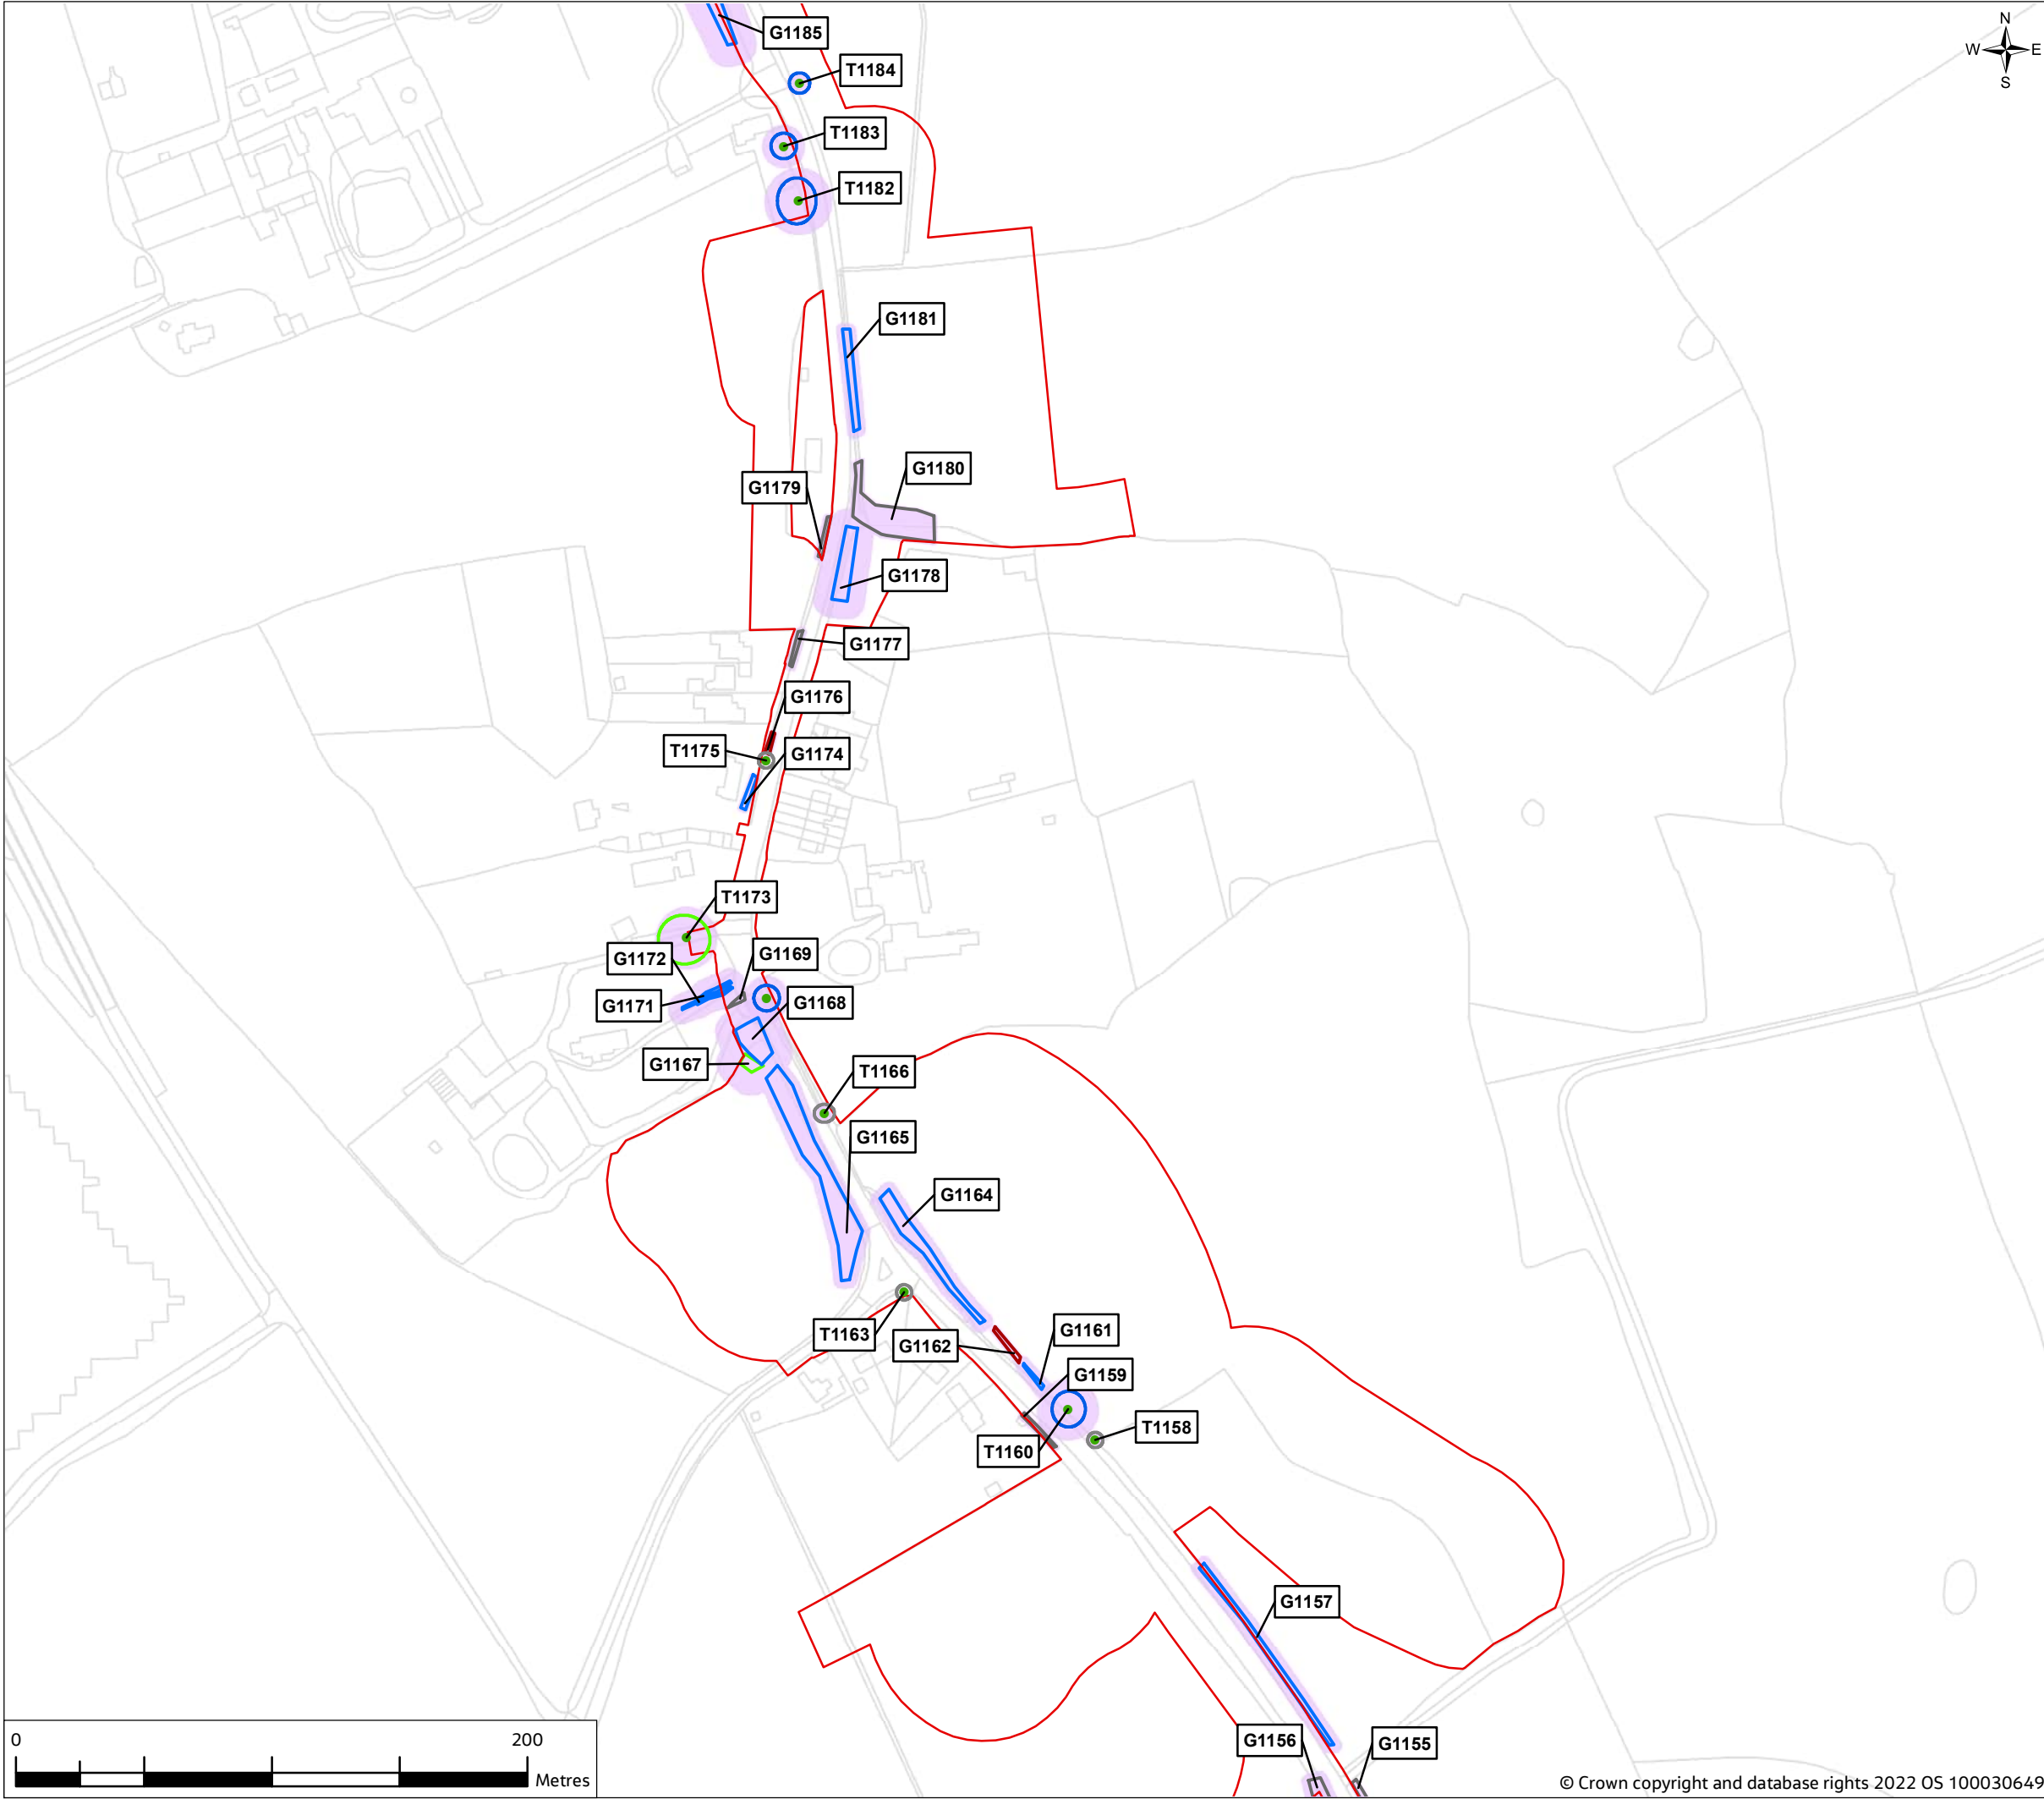 N
W E
S
G1185
T1184
T1183
T1182
G1181
G1180
G1179
G1178
G1177
G1176
T1175
G1174
T1173
G1172
G1169
G1171
G1168
G1167
T1166
G1165
G1164
T1163
G1162
G1161
G1159
T1158
T1160
G1157
G1156
G1155
0 200
Metres
© Crown copyright and database rights 2022 OS 100030649